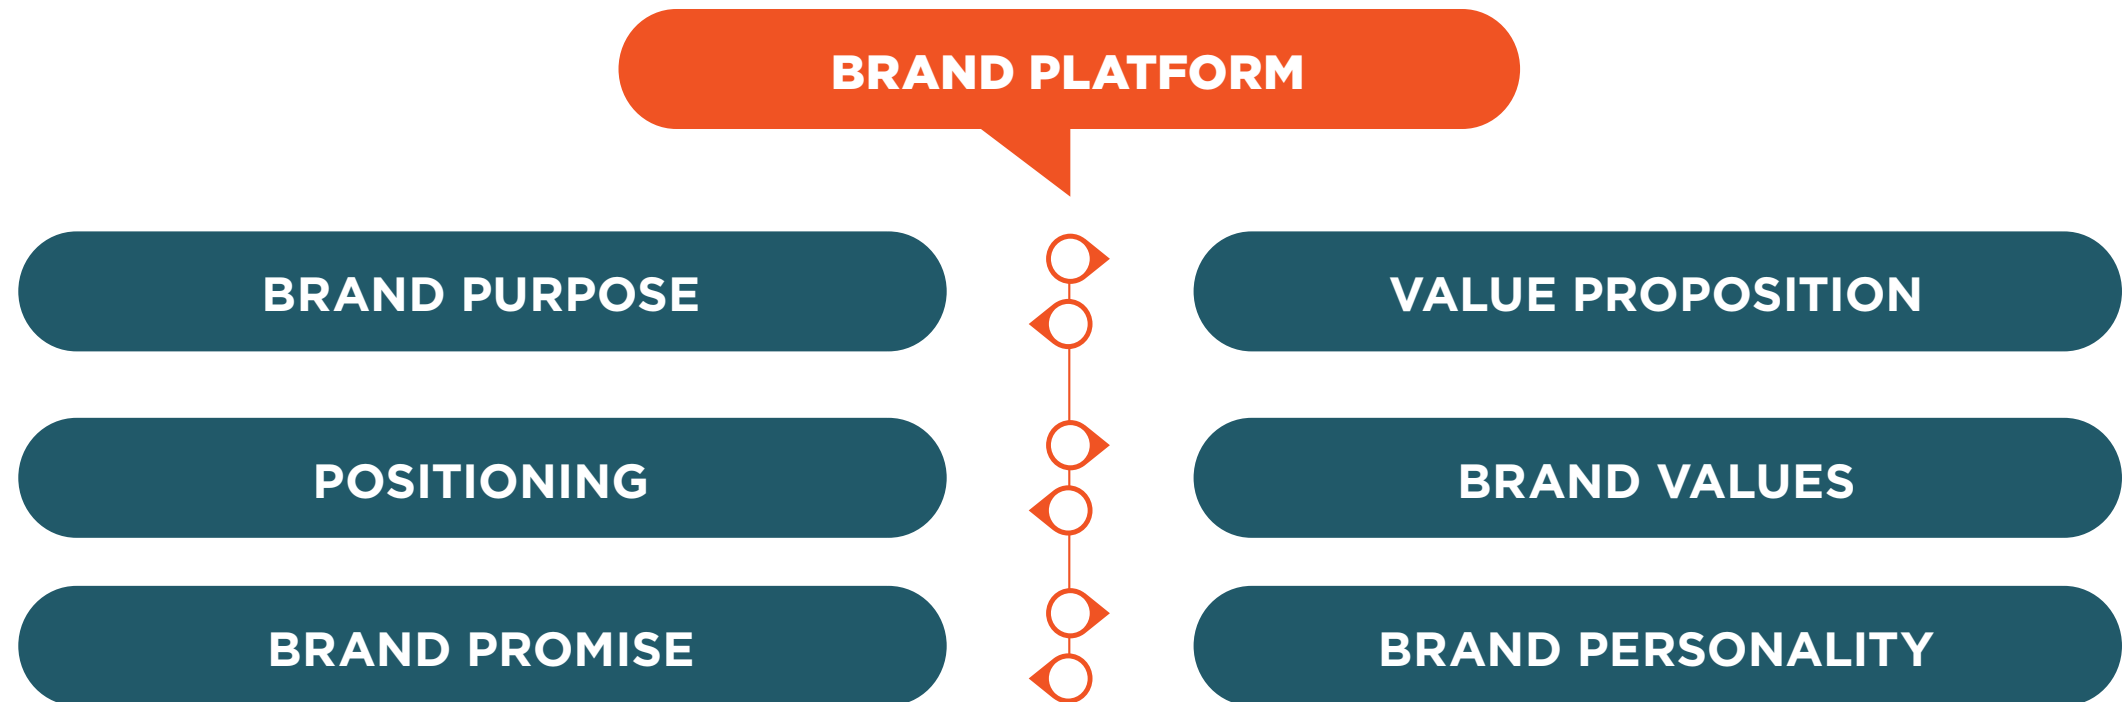 BRAND PLATFORM
BRAND PURPOSE
VALUE PROPOSITION
POSITIONING
BRAND VALUES
BRAND PROMISE
BRAND PERSONALITY